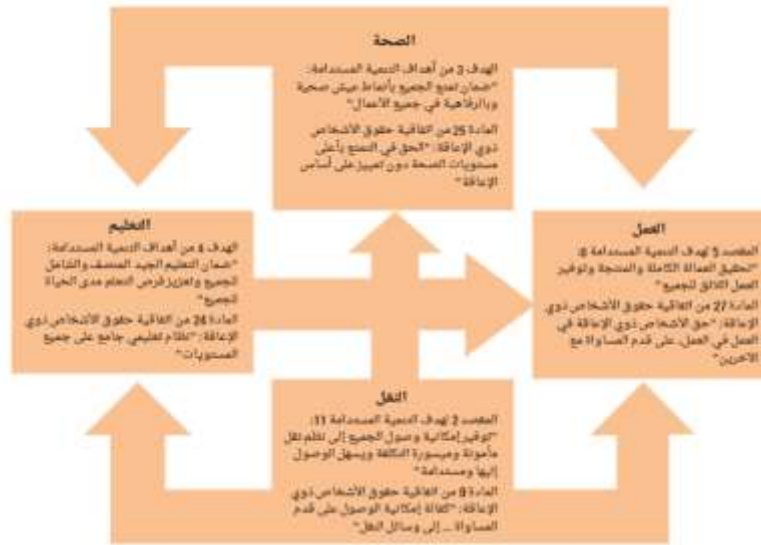 الصحة
الهدف 3 من أهداف التنمية المستدامة:
"ضمان تمتع الجميع بأنماط عيش صحية
وبالرفاهية في جميع الأعمال"
المادة 25 من اتفاقية حقوق الأشخاص
ذوي الإعاقة: "الحق في التمتع بأعلى
مستويات الصحة دون تمييز على أساس
الإعاقة"
العمل
المقصد 5 لهدف التنمية المستدامة 8:
"تحقيق العمالة الكاملة والمنتجة وتوفير
العمل اللائق للجميع"
المادة 27 من اتفاقية حقوق الأشخاص ذوي
الإعاقة: "حق الأشخاص ذوي الإعاقة في
العمل في العمل، على قدم المساواة مع
الآخرين"
التعليم
الهدف 4 من أهداف التنمية المستدامة:
"ضمان التعليم الجيد المنصف والشامل
للجميع وتعزيز فرص التعلم مدى الحياة
للجميع"
المادة 24 من اتفاقية حقوق الأشخاص ذوي
الإعاقة: "نظام تعليمي جامع على جميع
المستويات"
النقل
المقصد 2 لهدف التنمية المستدامة 11:
"توفير إمكانية وصول الجميع إلى نظم نقل
مأمونة وميسورة التكلفة ويسهل الوصول
إليها ومستدامة"
المادة 9 من اتفاقية حقوق الأشخاص ذوي
الإعاقة: "كفالة إمكانية الوصول على قدم
المساواة ... إلى وسائل النقل"